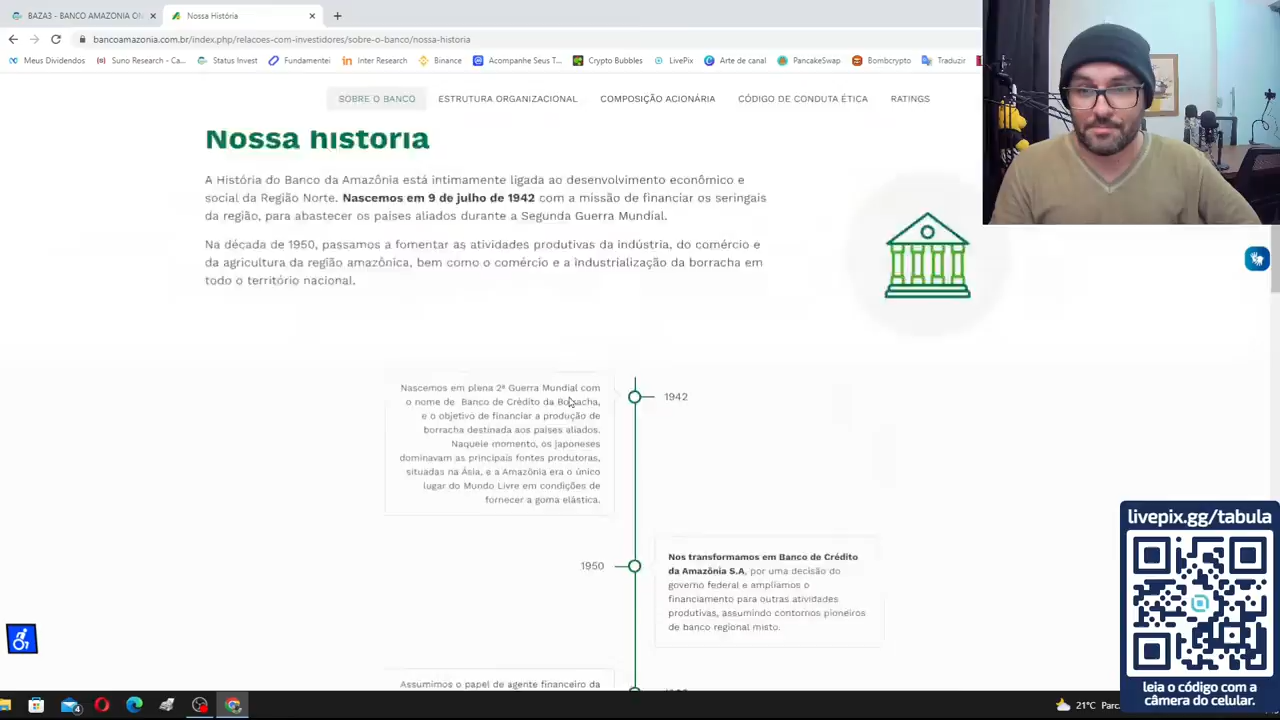 BAZA3 - BANCO AMAZONIA ON
Nossa História
bancoamazonia.com.br/index.php/relacoes-com-investidores/sobre-o-banco/nossa-historia
Meus Dividendos
Suno Research - Ca...
Status Invest
Fundamentei
Inter Research
Binance
Acompanhe Seus T...
Crypto Bubbles
LivePix
Arte de canal
PancakeSwap
Bombcrypto
Traduzir
SOBRE O BANCO
ESTRUTURA ORGANIZACIONAL
COMPOSIÇÃO ACIONÁRIA
CÓDIGO DE CONDUTA ÉTICA
RATINGS
Nossa história
A História do Banco da Amazônia está intimamente ligada ao desenvolvimento econômico e
social da Região Norte. Nascemos em 9 de julho de 1942 com a missão de financiar os seringais
da região, para abastecer os países aliados durante a Segunda Guerra Mundial.
Na década de 1950, passamos a fomentar as atividades produtivas da indústria, do comércio e
da agricultura da região amazônica, bem como o comércio e a industrialização da borracha em
todo o território nacional.
Nascemos em plena 2ª Guerra Mundial com
o nome de Banco de Crédito da Borracha,
e o objetivo de financiar a produção de
borracha destinada aos países aliados.
Naquele momento, os japoneses
dominavam as principais fontes produtoras,
situadas na Ásia, e a Amazônia era o único
lugar do Mundo Livre em condições de
fornecer a goma elástica.
1942
1950
Nos transformamos em Banco de Crédito
da Amazônia S.A, por uma decisão do
governo federal e ampliamos o
financiamento para outras atividades
produtivas, assumindo contornos pioneiros
de banco regional misto.
Assumimos o papel de agente financeiro da
livepix.gg/tabula
leia o código com a
câmera do celular.
21°C Parc.